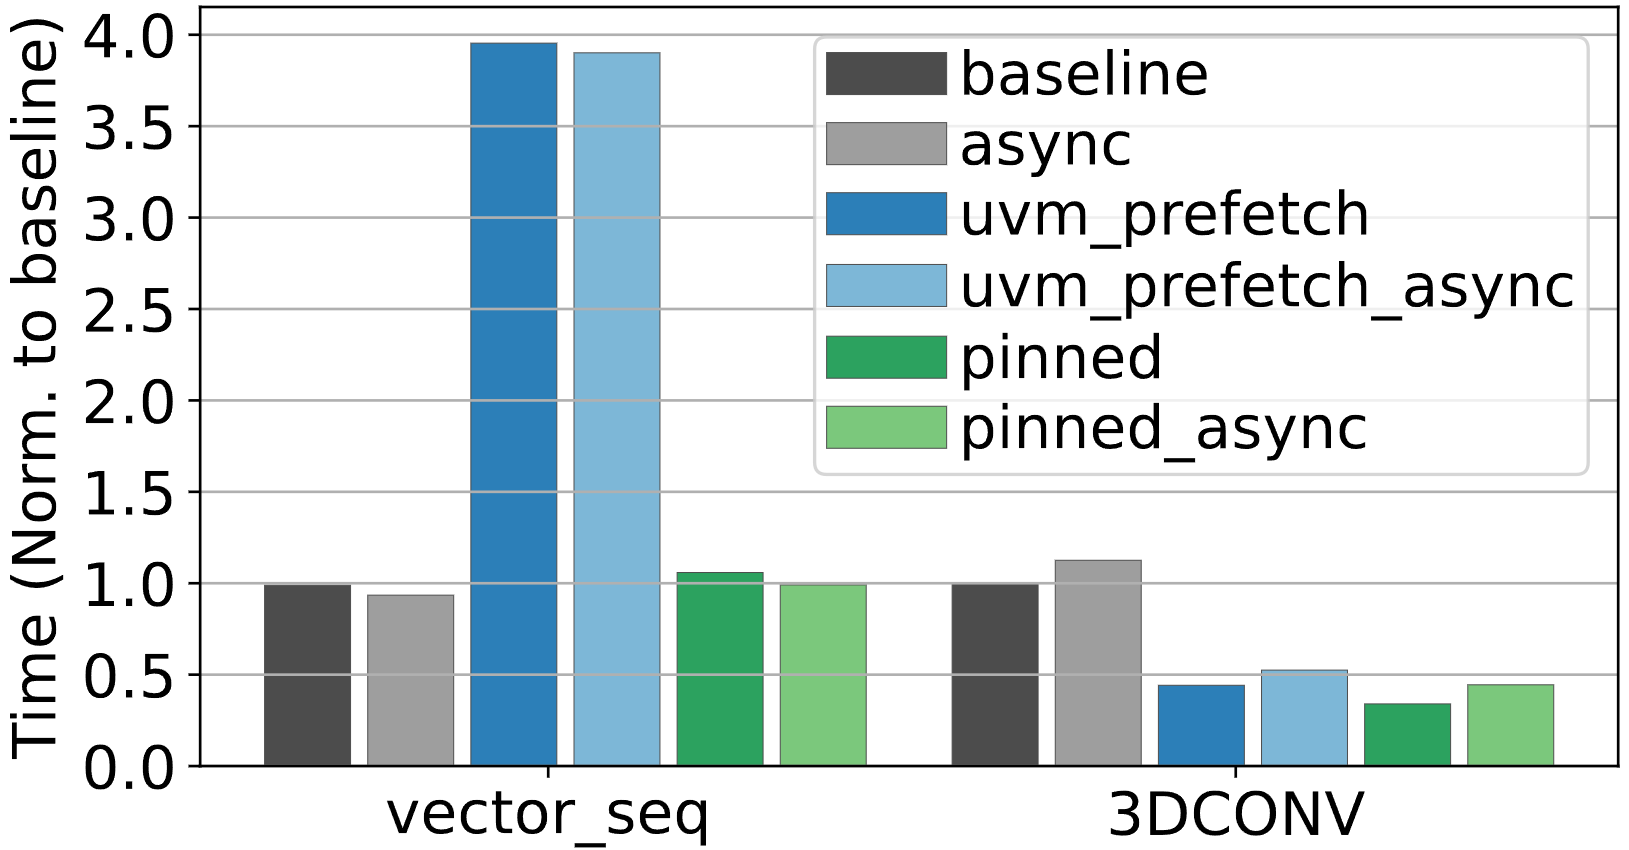 Time (Norm. to baseline)
4.0
3.5
3.0
2.5
2.0
1.5
1.0
0.5
0.0
baseline
async
uvm_prefetch
uvm_prefetch_async
pinned
pinned_async
vector_seq
3DCONV